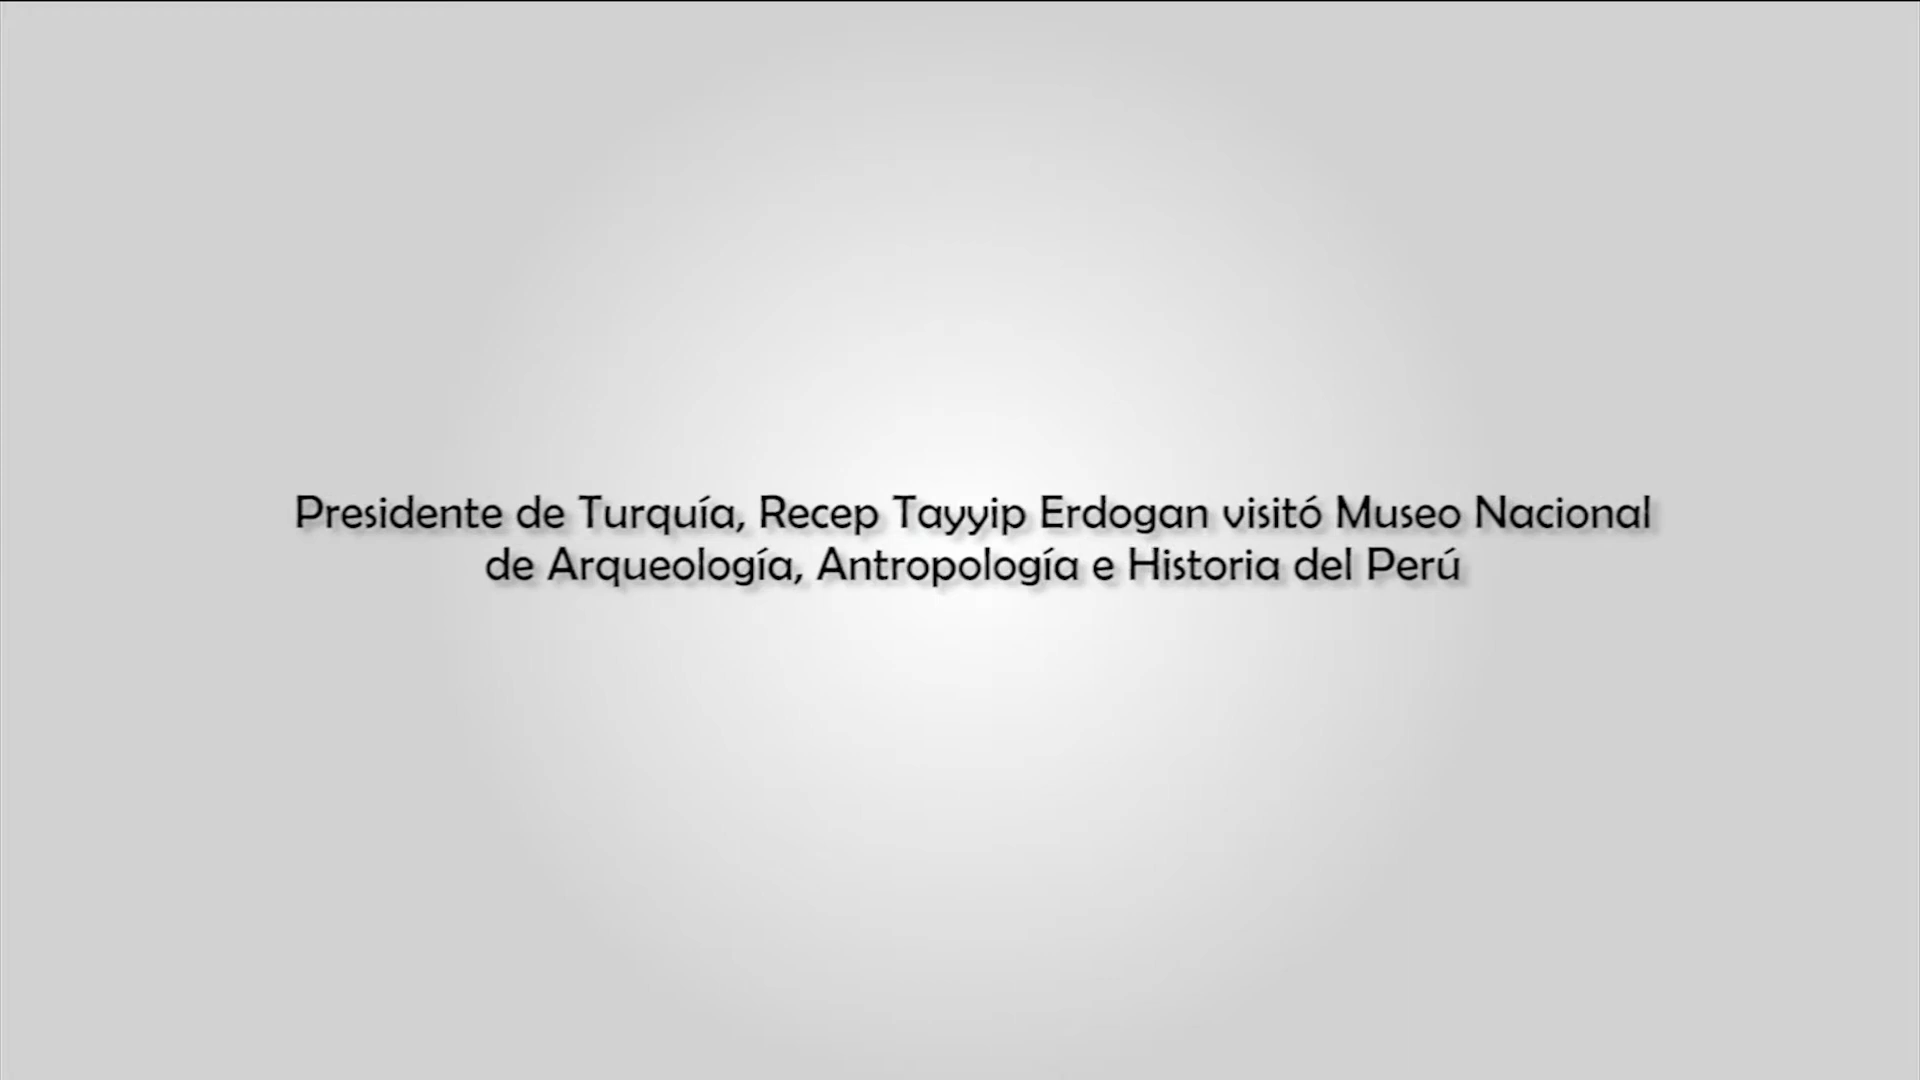 Presidente de Turquía, Recep Tayyip Erdogan visitó Museo Nacional
de Arqueología, Antropología e Historia del Perú